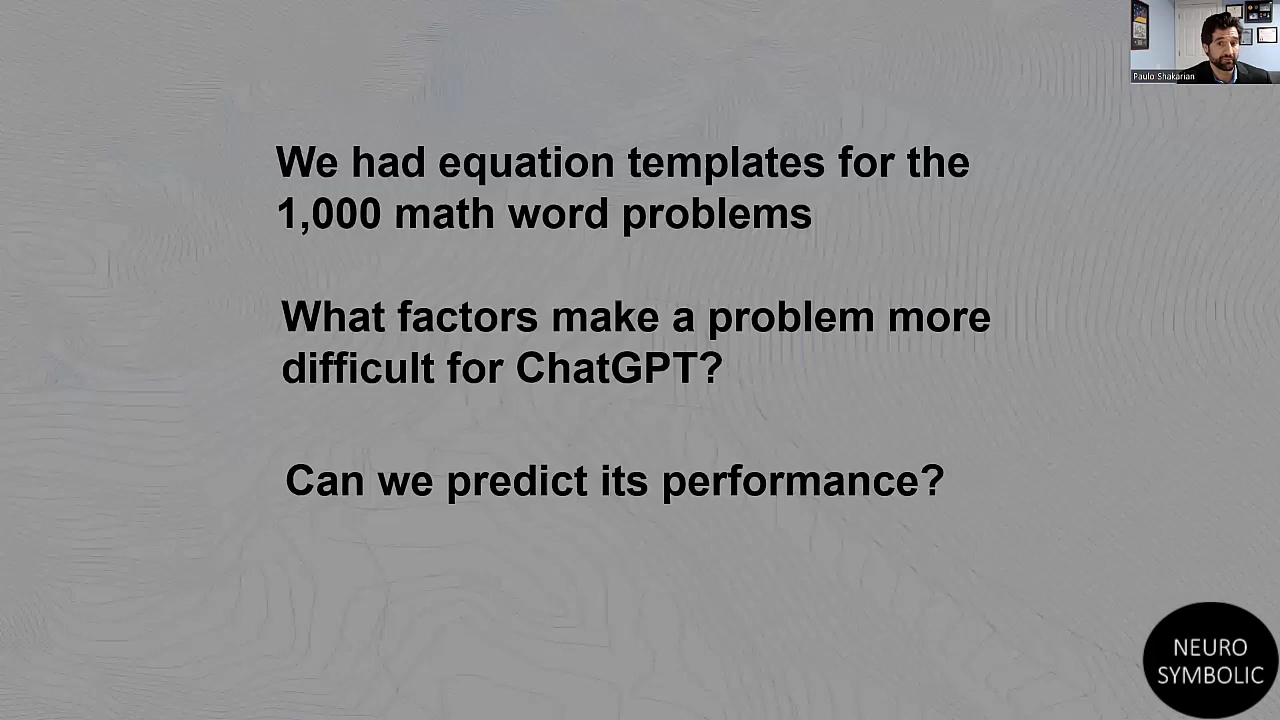 Paulo Shakarian
We had equation templates for the
1,000 math word problems
What factors make a problem more
difficult for ChatGPT?
Can we predict its performance?
NEURO
SYMBOLIC